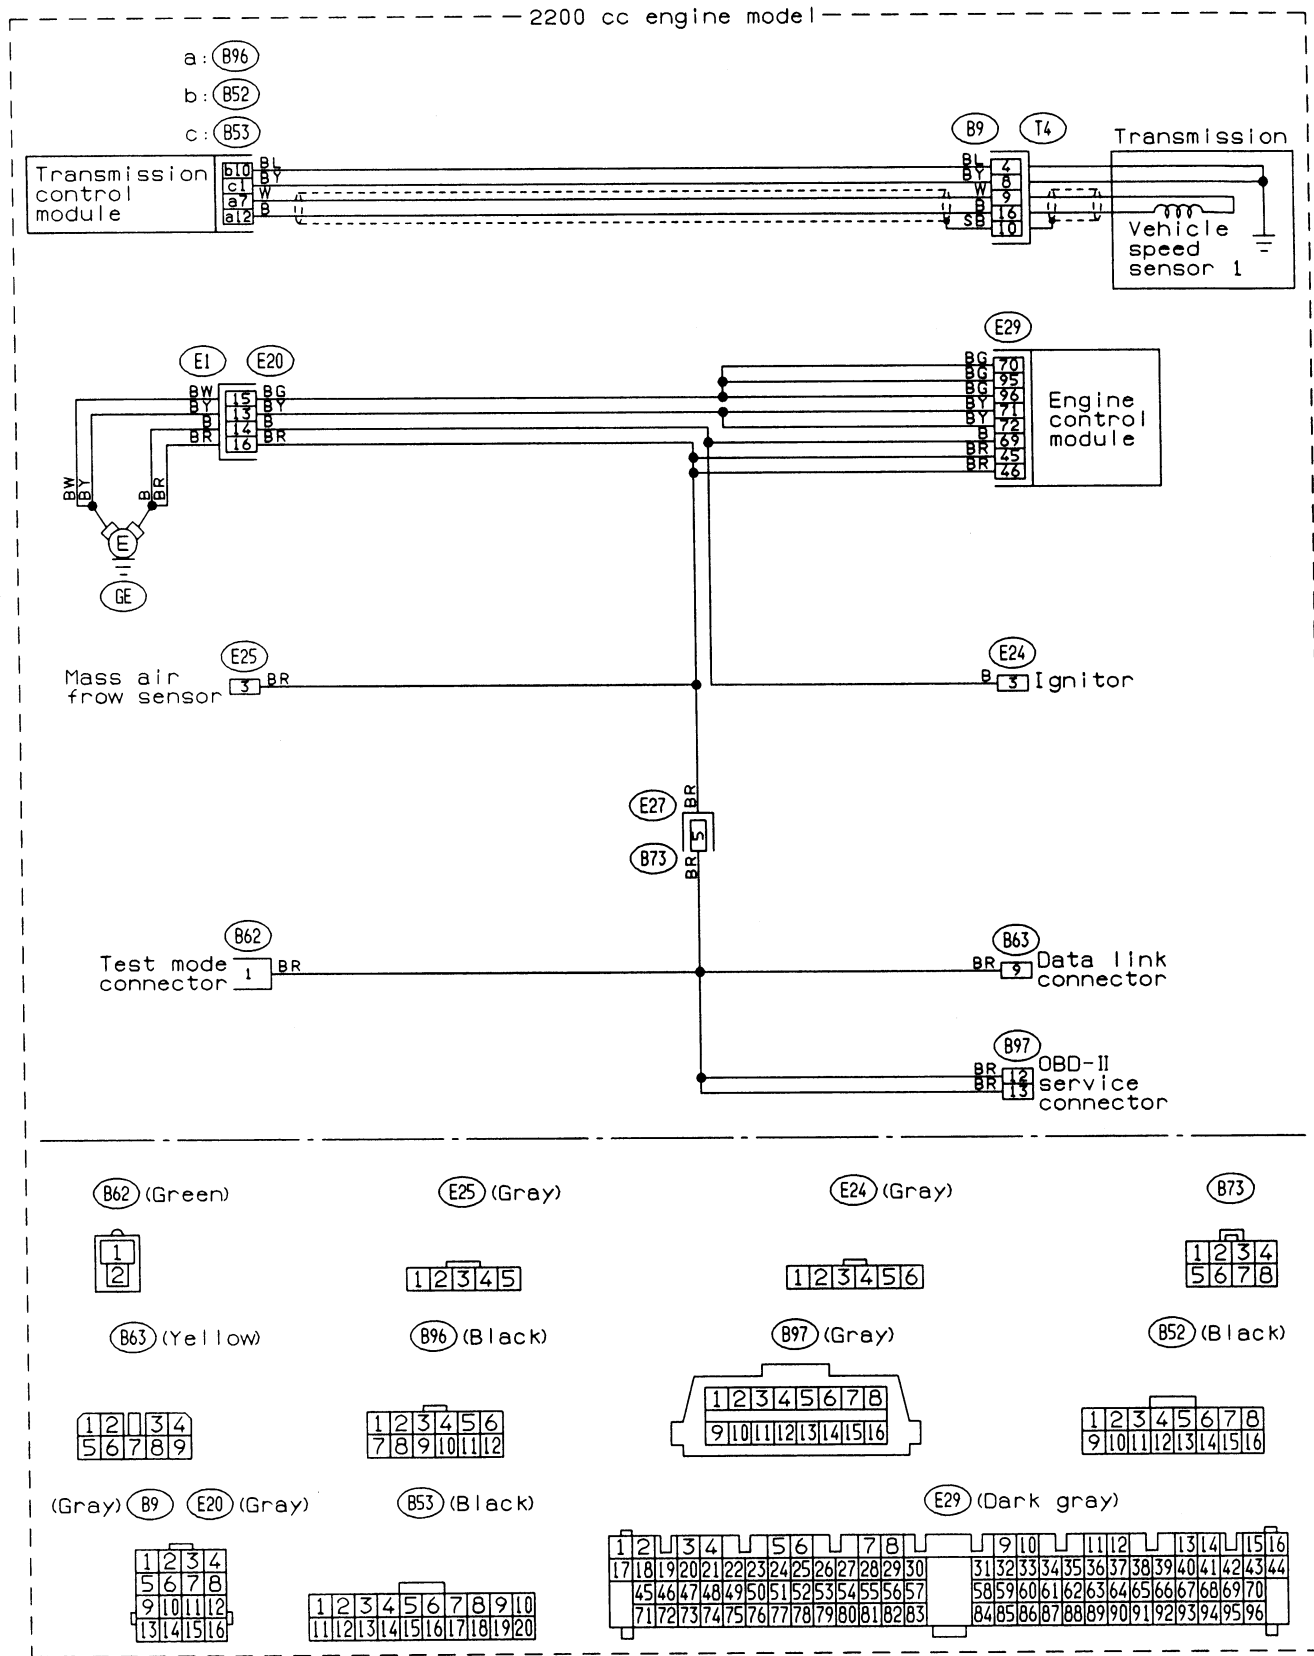 2200 cc engine model
a: B96
b: B52
c: B53
B9 T4
Transmission
Transmission
control
module
b10 BL
c1 BY
a7 W
a12 B
BL 4
BY 8
W 9
B 16
SB 10
Vehicle
speed
sensor 1
E29
E1 E20
BW 15 BG
BY 13 BY
B 14 B
BR 16 BR
BG 70
BG 95
BG 96
BY 71
BY 72
B 69
BR 45
BR 46
Engine
control
module
BW BY B BR
E
GE
E25
Mass air
frow sensor
3 BR
E24
B 3 Ignitor
BR
E27
5
B73
BR
B62
Test mode
connector
1 BR
B63
BR 9 Data link
connector
B97
BR 12 OBD-II
BR 13 service
connector
B62 (Green) E25 (Gray) E24 (Gray) B73
1
2
1 2 3 4 5
1 2 3 4 5 6
1 2 3 4
5 6 7 8
B63 (Yellow) B96 (Black) B97 (Gray) B52 (Black)
1 2 3 4
5 6 7 8 9
1 2 3 4 5 6
7 8 9 10 11 12
1 2 3 4 5 6 7 8
9 10 11 12 13 14 15 16
1 2 3 4 5 6 7 8
9 10 11 12 13 14 15 16
(Gray) B9 E20 (Gray) B53 (Black) E29 (Dark gray)
1 2 3 4
5 6 7 8
9 10 11 12
13 14 15 16
1 2 3 4 5 6 7 8 9 10
11 12 13 14 15 16 17 18 19 20
1 2 3 4 5 6 7 8 9 10 11 12 13 14 15 16
17 18 19 20 21 22 23 24 25 26 27 28 29 30 31 32 33 34 35 36 37 38 39 40 41 42 43 44
45 46 47 48 49 50 51 52 53 54 55 56 57 58 59 60 61 62 63 64 65 66 67 68 69 70
71 72 73 74 75 76 77 78 79 80 81 82 83 84 85 86 87 88 89 90 91 92 93 94 95 96